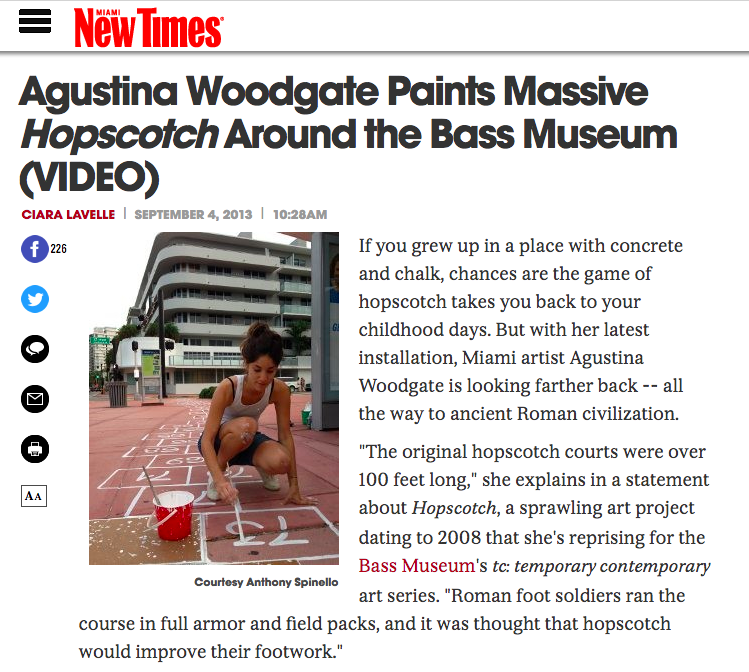 MIAMI
New Times
Agustina Woodgate Paints Massive
Hopscotch Around the Bass Museum
(VIDEO)
CIARA LAVELLE | SEPTEMBER 4, 2013 | 10:28AM
f 226
AA
If you grew up in a place with concrete
and chalk, chances are the game of
hopscotch takes you back to your
childhood days. But with her latest
installation, Miami artist Agustina
Woodgate is looking farther back -- all
the way to ancient Roman civilization.
"The original hopscotch courts were over
100 feet long," she explains in a statement
about Hopscotch, a sprawling art project
dating to 2008 that she's reprising for the
Bass Museum's tc: temporary contemporary
art series. "Roman foot soldiers ran the
course in full armor and field packs, and it was thought that hopscotch
would improve their footwork."
Courtesy Anthony Spinello